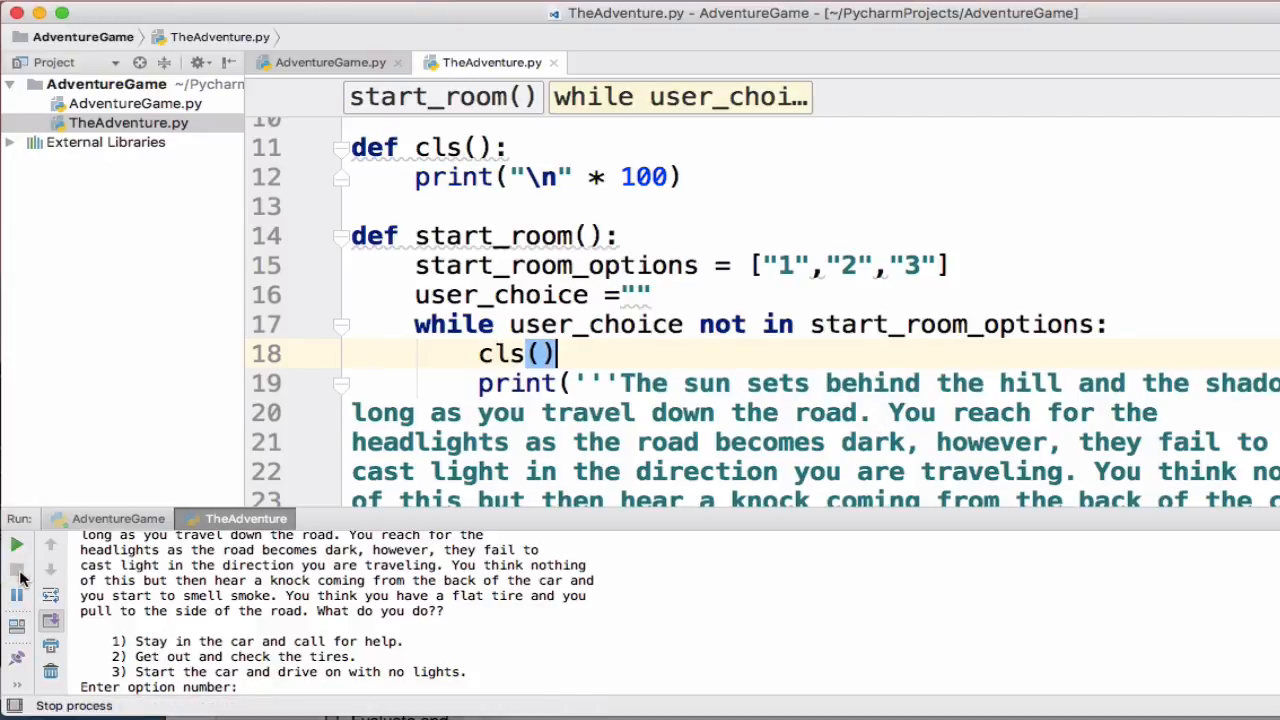 TheAdventure.py - AdventureGame - [~/PycharmProjects/AdventureGame]
AdventureGame TheAdventure.py
Project AdventureGame.py TheAdventure.py
AdventureGame ~/Pycharm
AdventureGame.py
TheAdventure.py
External Libraries
start_room() while user_choi...
10
11 def cls():
12 print("\n" * 100)
13
14 def start_room():
15 start_room_options = ["1","2","3"]
16 user_choice =""
17 while user_choice not in start_room_options:
18 cls()
19 print('''The sun sets behind the hill and the shado
20 long as you travel down the road. You reach for the
21 headlights as the road becomes dark, however, they fail to
22 cast light in the direction you are traveling. You think no
23 of this but then hear a knock coming from the back of the c
Run: AdventureGame TheAdventure
long as you travel down the road. You reach for the
headlights as the road becomes dark, however, they fail to
cast light in the direction you are traveling. You think nothing
of this but then hear a knock coming from the back of the car and
you start to smell smoke. You think you have a flat tire and you
pull to the side of the road. What do you do??
1) Stay in the car and call for help.
2) Get out and check the tires.
3) Start the car and drive on with no lights.
Enter option number:
Stop process